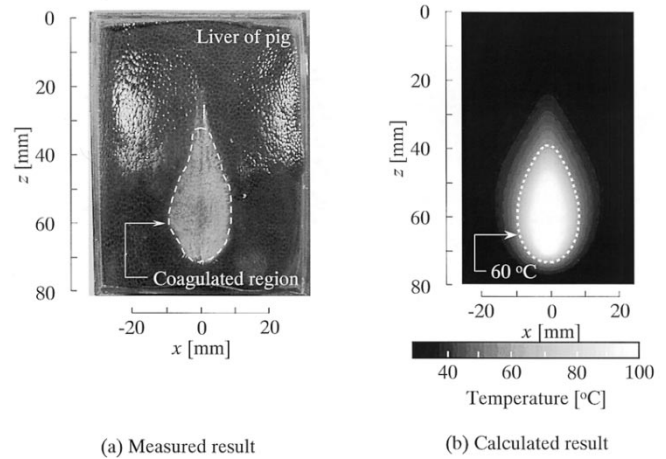 0
20
40
60
80
z [mm]
Liver of pig
Coagulated region
-20
0
20
x [mm]
(a) Measured result
0
20
40
60
80
z [mm]
60 °C
-20
0
20
x [mm]
40
60
80
100
Temperature [°C]
(b) Calculated result